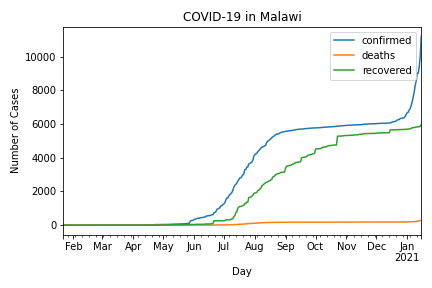 COVID-19 in Malawi
confirmed
deaths
recovered
Number of Cases
10000
8000
6000
4000
2000
0
Feb Mar Apr May Jun Jul Aug Sep Oct Nov Dec Jan
2021
Day